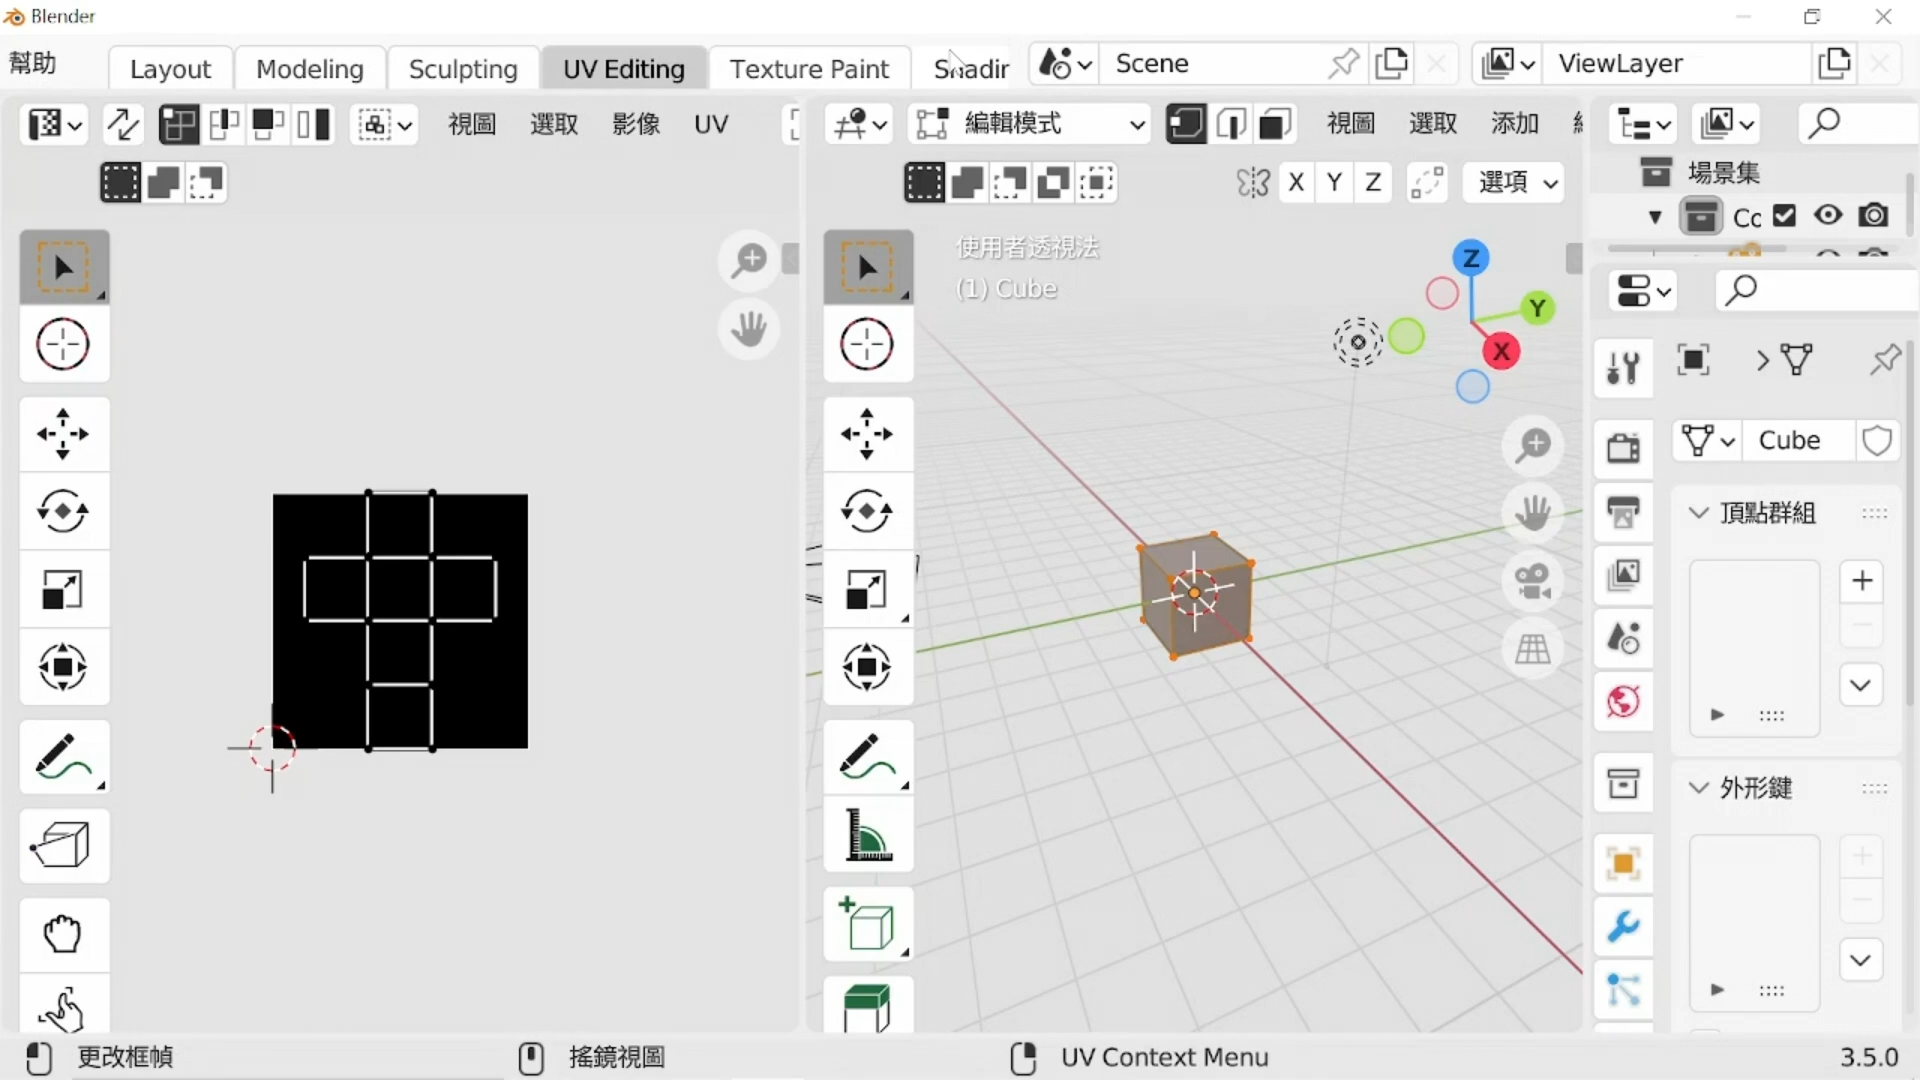 Blender
幫助
Layout
Modeling
Sculpting
UV Editing
Texture Paint
Shadir
Scene
ViewLayer
視圖
選取
影像
UV
編輯模式
視圖
選取
添加
X
Y
Z
選項
場景集
Cc
使用者透視法
(1) Cube
Z
Y
X
Cube
頂點群組
外形鍵
更改框幀
搖鏡視圖
UV Context Menu
3.5.0